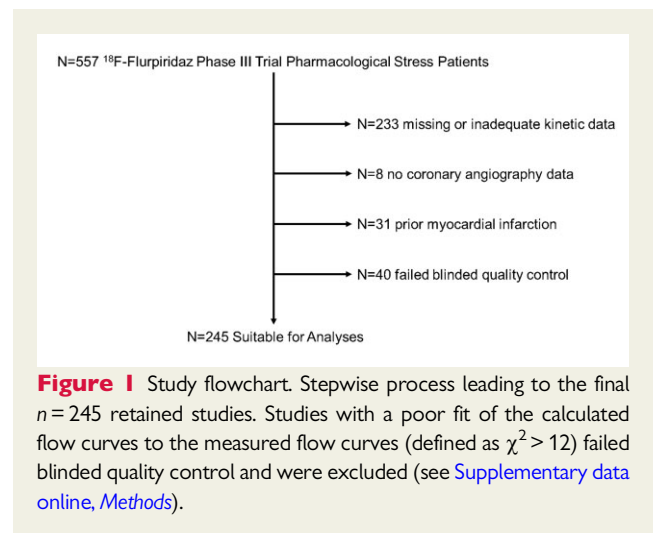 N=557 ¹⁸F-Flurpiridaz Phase III Trial Pharmacological Stress Patients
N=233 missing or inadequate kinetic data
N=8 no coronary angiography data
N=31 prior myocardial infarction
N=40 failed blinded quality control
N=245 Suitable for Analyses
Figure 1 Study flowchart. Stepwise process leading to the final
n = 245 retained studies. Studies with a poor fit of the calculated
flow curves to the measured flow curves (defined as χ² > 12) failed
blinded quality control and were excluded (see Supplementary data
online, Methods).